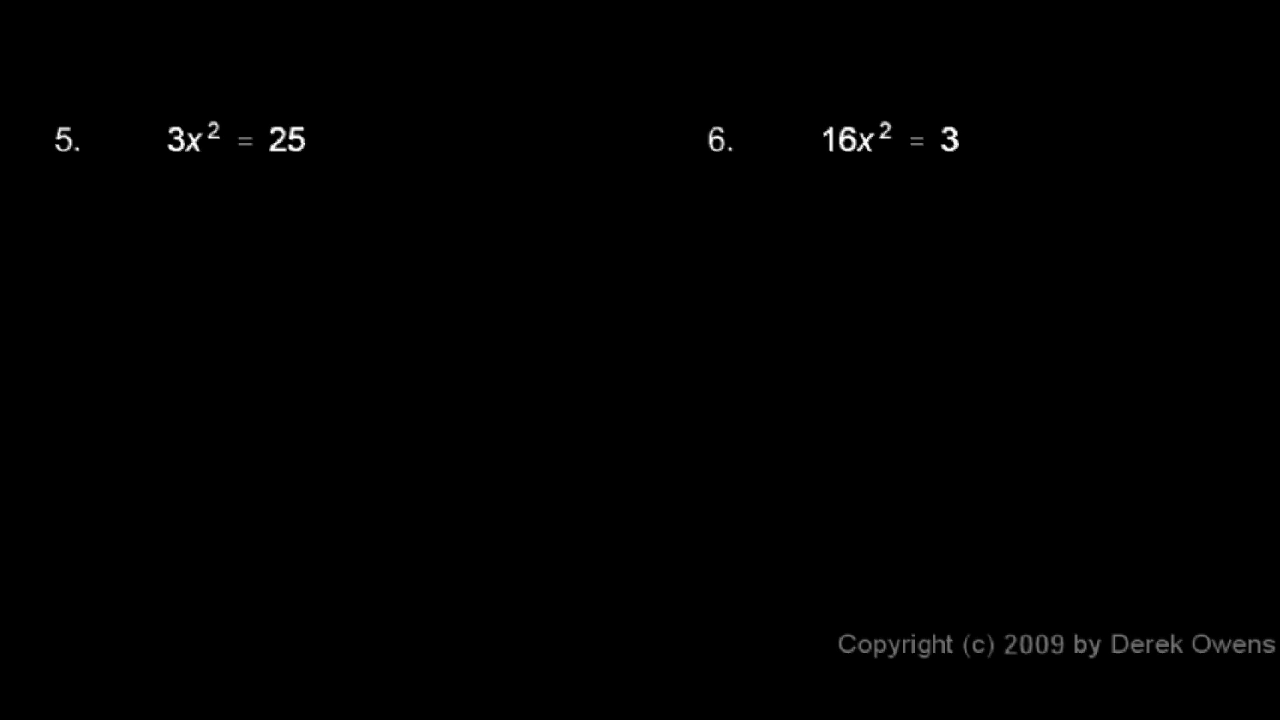 5. 3x² = 25
6. 16x² = 3
Copyright (c) 2009 by Derek Owens